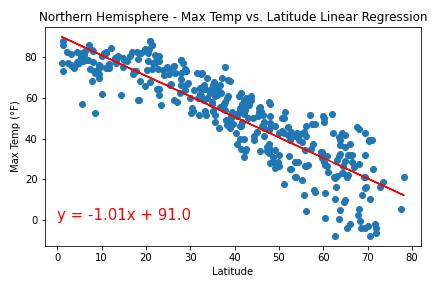 Northern Hemisphere - Max Temp vs. Latitude Linear Regression
80
60
40
20
0
Max Temp (°F)
y = -1.01x + 91.0
0 10 20 30 40 50 60 70 80
Latitude